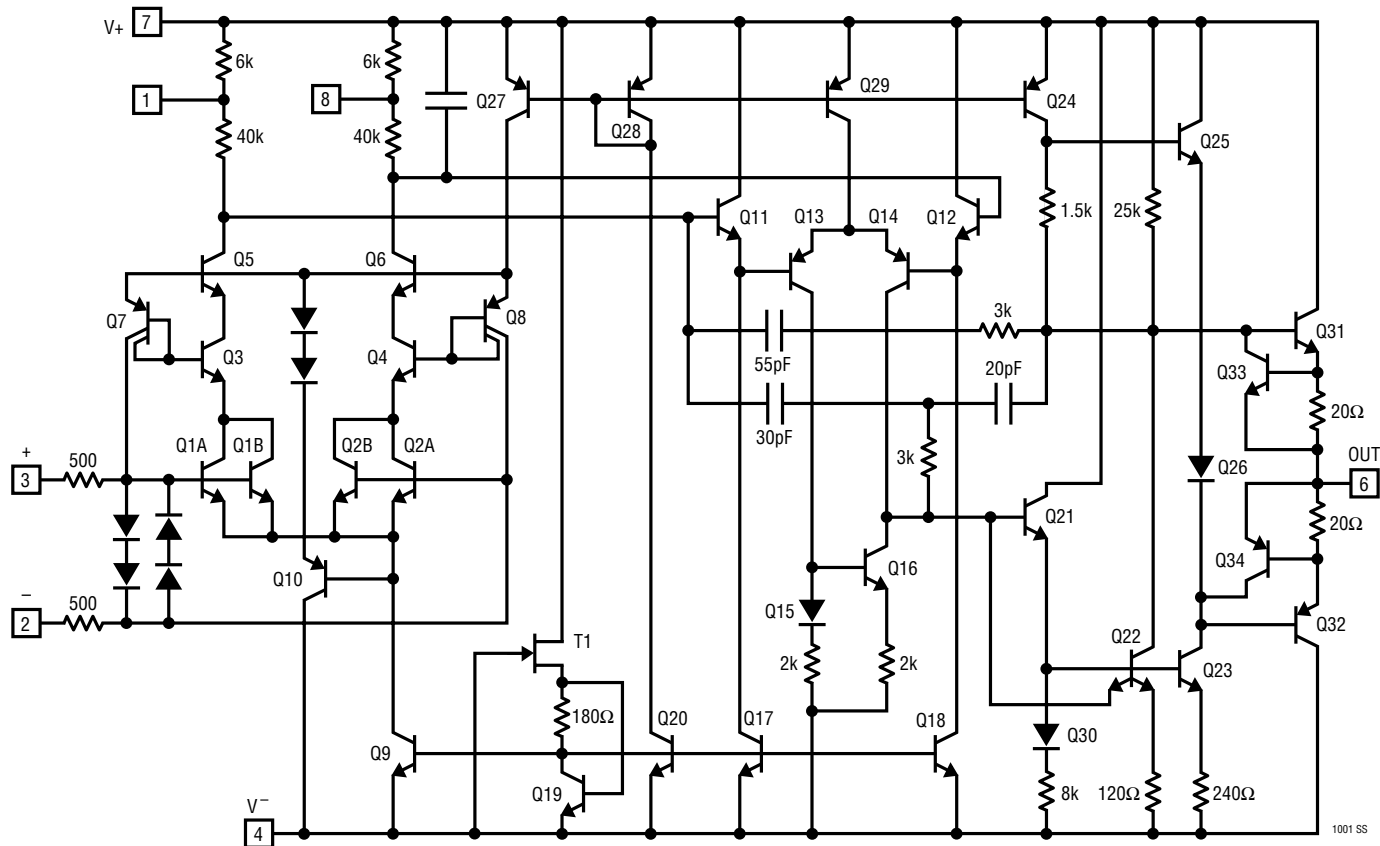 V+
7
6k
6k
1
8
Q27
Q28
Q29
Q24
Q25
40k
40k
Q11
Q13
Q14
Q12
1.5k
25k
Q5
Q6
Q7
Q8
Q3
Q4
3k
Q31
55pF
20pF
Q33
30pF
20Ω
Q1A
Q1B
Q2B
Q2A
+
3
500
3k
Q26
OUT
6
Q21
20Ω
Q34
Q10
Q16
–
2
500
Q15
Q22
Q32
T1
2k
2k
Q23
180Ω
Q20
Q17
Q18
Q30
Q9
Q19
8k
120Ω
240Ω
V–
4
1001 SS